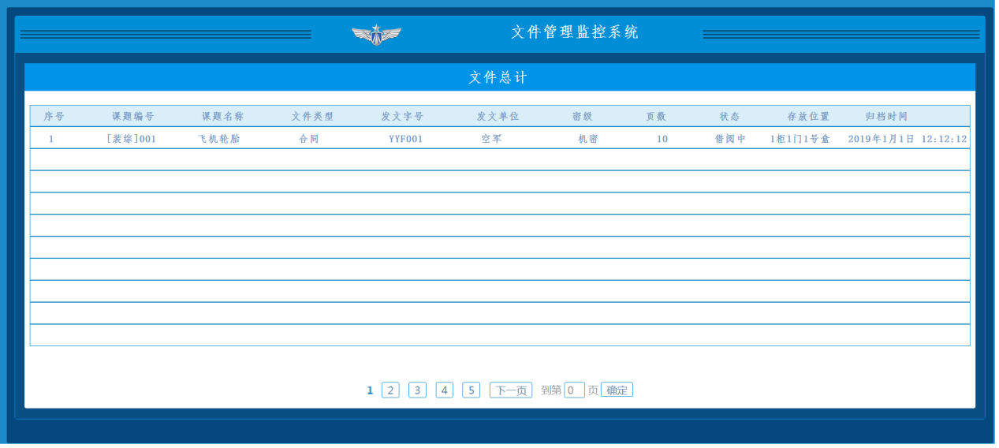 文件管理监控系统
文件总计
序号 课题编号 课题名称 文件类型 发文字号 发文单位 密级 页数 状态 存放位置 归档时间
1 [装综]001 飞机轮胎 合同 YYF001 空军 机密 10 借阅中 1柜1门1号盒 2019年1月1日 12:12:12
1 2 3 4 5 下一页 到第 0 页 确定